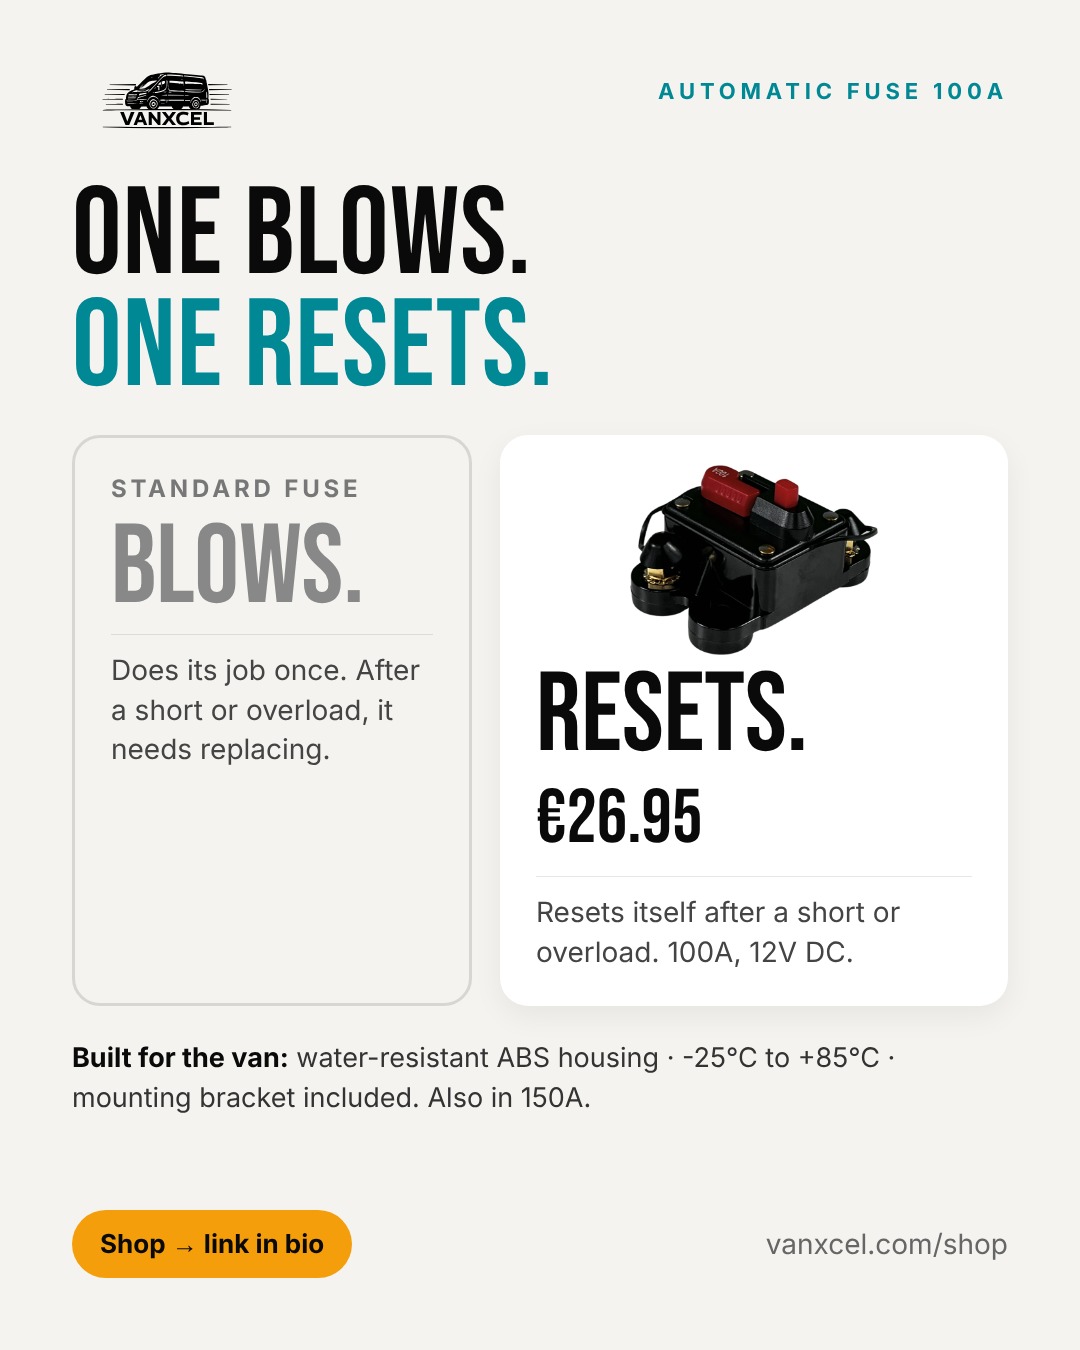 VANXCEL
AUTOMATIC FUSE 100A
ONE BLOWS.
ONE RESETS.
STANDARD FUSE
BLOWS.
Does its job once. After
a short or overload, it
needs replacing.
RESETS.
€26.95
Resets itself after a short or
overload. 100A, 12V DC.
Built for the van: water-resistant ABS housing · -25°C to +85°C ·
mounting bracket included. Also in 150A.
Shop → link in bio
vanxcel.com/shop